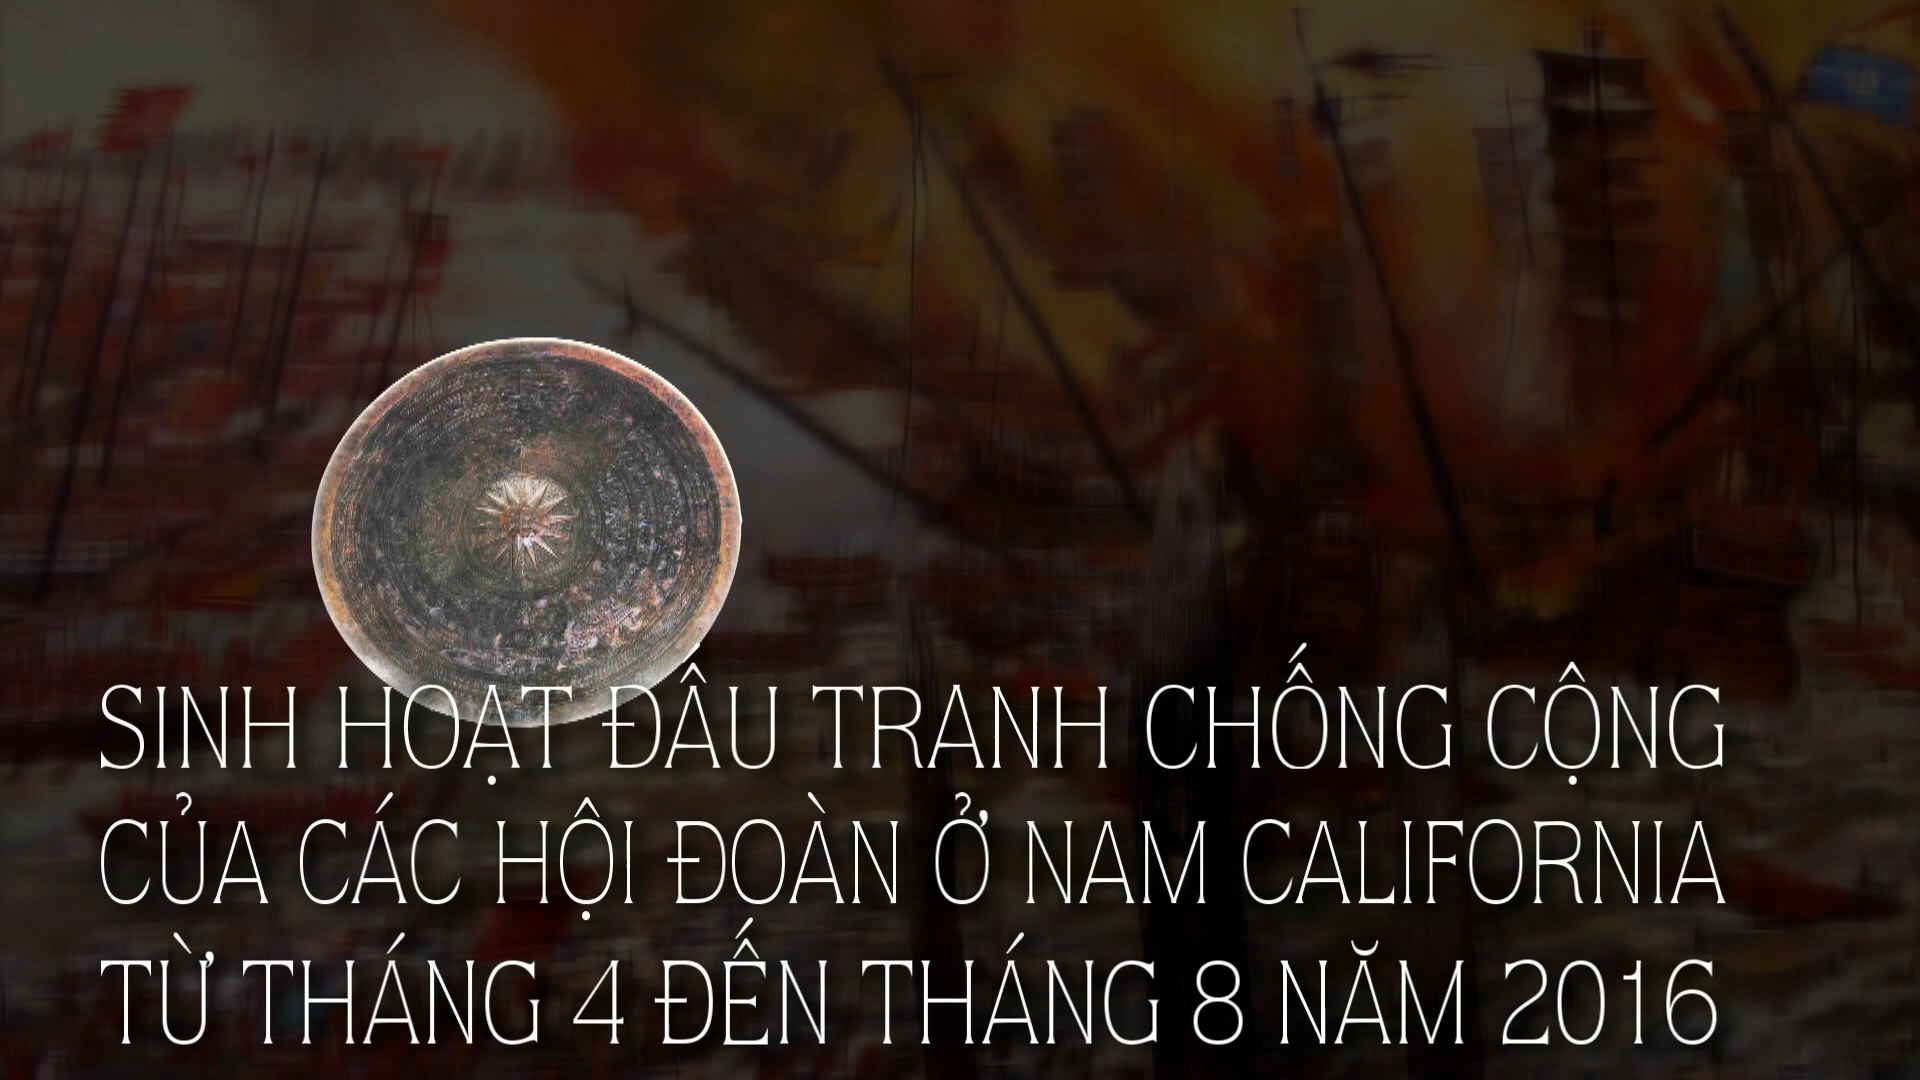 SINH HOẠT ĐẤU TRANH CHỐNG CỘNG
CỦA CÁC HỘI ĐOÀN Ở NAM CALIFORNIA
TỪ THÁNG 4 ĐẾN THÁNG 8 NĂM 2016